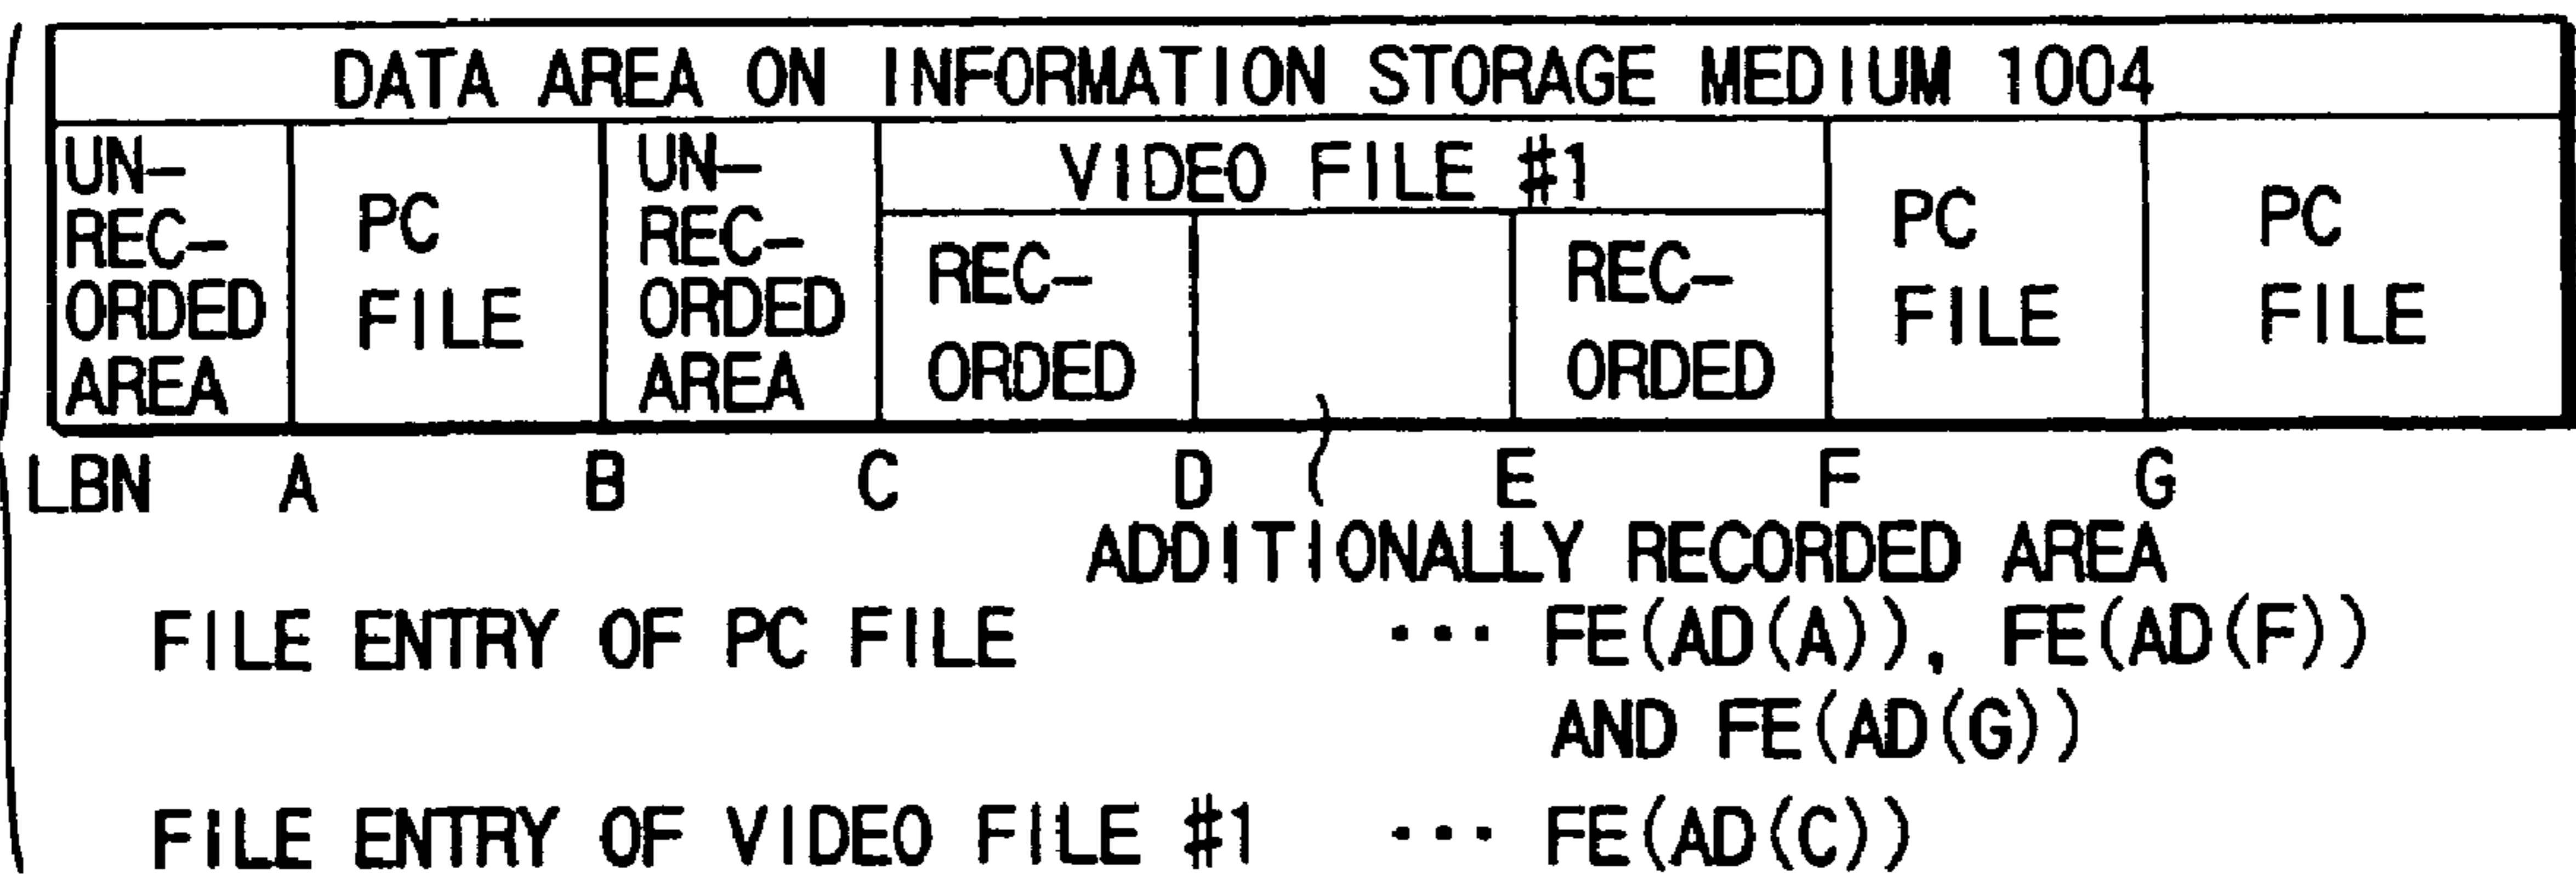 DATA AREA ON INFORMATION STORAGE MEDIUM 1004
UN-
REC-
ORDED
AREA
PC
FILE
UN-
REC-
ORDED
AREA
VIDEO FILE #1
REC-
ORDED
REC-
ORDED
PC
FILE
PC
FILE
LBN A B C D E F G
ADDITIONALLY RECORDED AREA
FILE ENTRY OF PC FILE ... FE(AD(A)), FE(AD(F))
AND FE(AD(G))
FILE ENTRY OF VIDEO FILE #1 ... FE(AD(C))